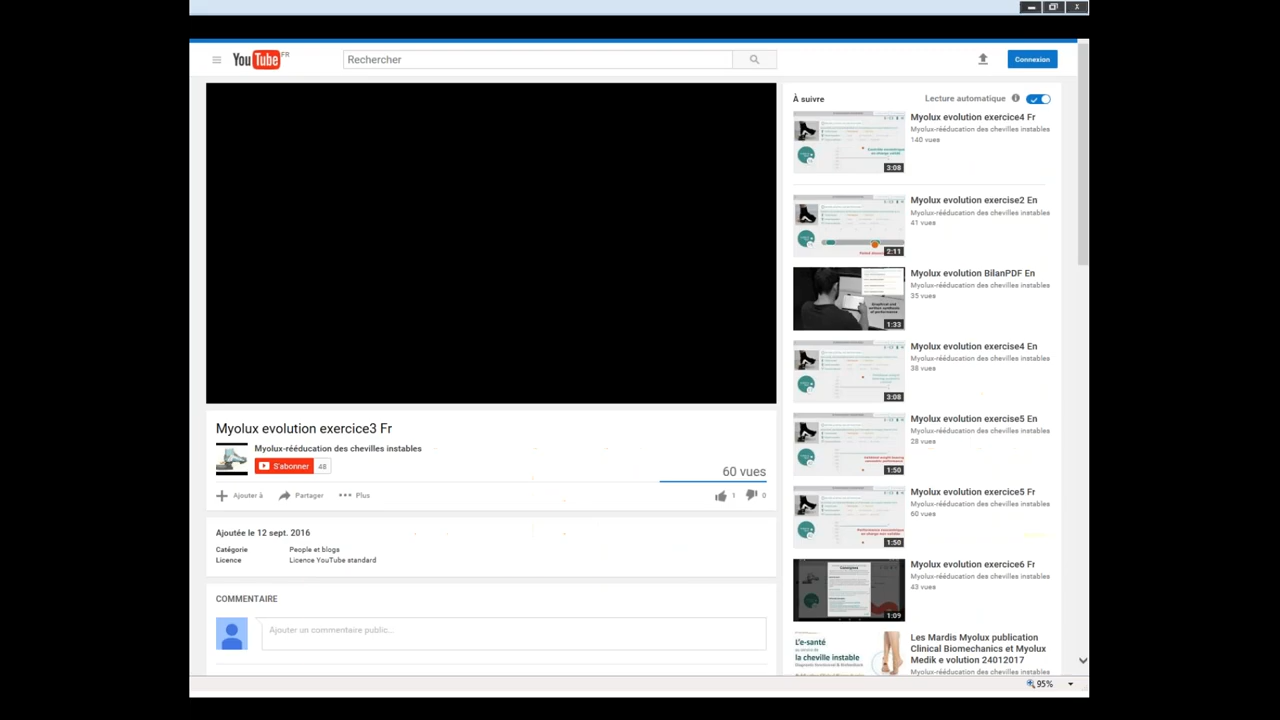 YouTube FR
Rechercher
Connexion
À suivre
Lecture automatique
Myolux evolution exercice4 Fr
Myolux-rééducation des chevilles instables
140 vues
3:08
Myolux evolution exercise2 En
Myolux-rééducation des chevilles instables
41 vues
2:11
Myolux evolution BilanPDF En
Myolux-rééducation des chevilles instables
35 vues
1:33
Myolux evolution exercise4 En
Myolux-rééducation des chevilles instables
38 vues
3:08
Myolux evolution exercise5 En
Myolux-rééducation des chevilles instables
28 vues
1:50
Myolux evolution exercice5 Fr
Myolux-rééducation des chevilles instables
60 vues
1:50
Myolux evolution exercice6 Fr
Myolux-rééducation des chevilles instables
43 vues
1:09
L'e-santé
la cheville instable
Les Mardis Myolux publication
Clinical Biomechanics et Myolux
Medik e volution 24012017
Myolux-rééducation des chevilles instables
Myolux evolution exercice3 Fr
Myolux-rééducation des chevilles instables
S'abonner 48
60 vues
Ajouter à Partager Plus
1 0
Ajoutée le 12 sept. 2016
Catégorie People et blogs
Licence Licence YouTube standard
COMMENTAIRE
Ajouter un commentaire public...
95%